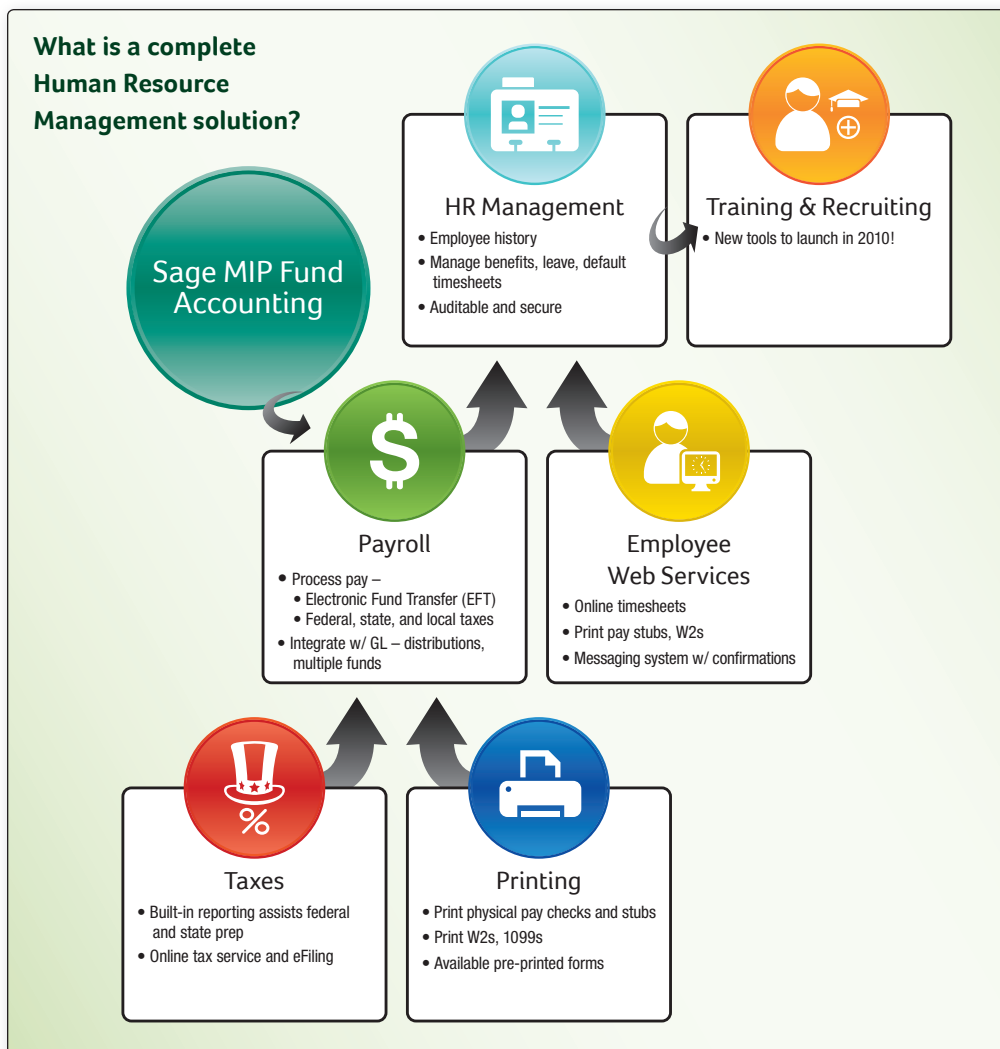 What is a complete
Human Resource
Management solution?
Sage MIP Fund
Accounting
HR Management
• Employee history
• Manage benefits, leave, default
timesheets
• Auditable and secure
Training & Recruiting
• New tools to launch in 2010!
$
Payroll
• Process pay –
• Electronic Fund Transfer (EFT)
• Federal, state, and local taxes
• Integrate w/ GL – distributions,
multiple funds
Employee
Web Services
• Online timesheets
• Print pay stubs, W2s
• Messaging system w/ confirmations
%
Taxes
• Built-in reporting assists federal
and state prep
• Online tax service and eFiling
Printing
• Print physical pay checks and stubs
• Print W2s, 1099s
• Available pre-printed forms